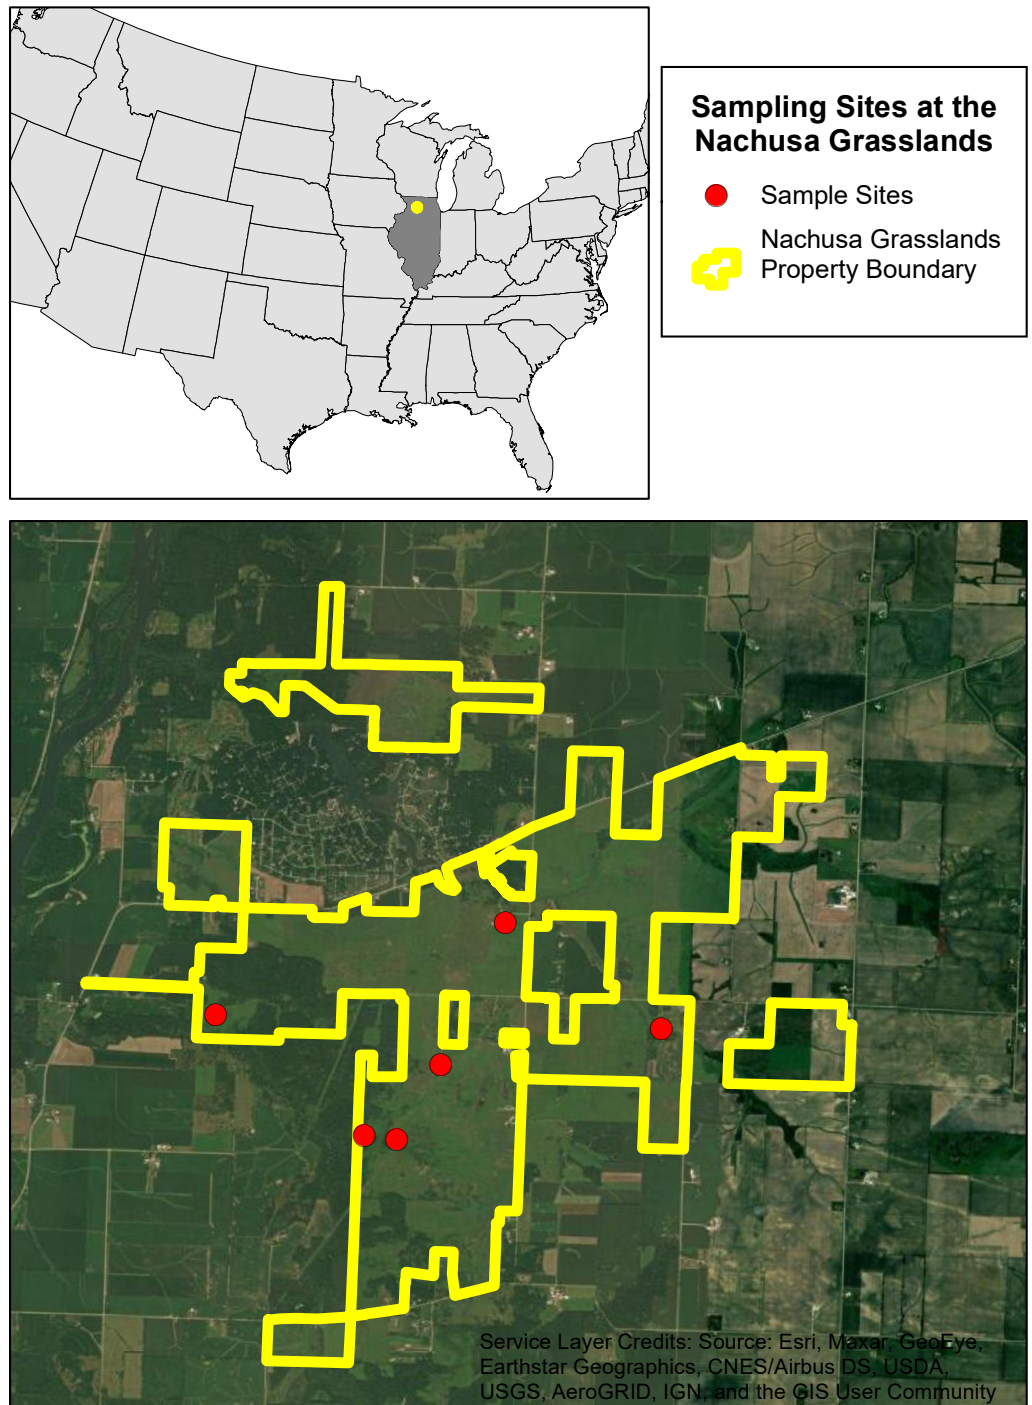 Sampling Sites at the
Nachusa Grasslands
Sample Sites
Nachusa Grasslands
Property Boundary
Service Layer Credits: Source: Esri, Maxar, GeoEye,
Earthstar Geographics, CNES/Airbus DS, USDA,
USGS, AeroGRID, IGN, and the GIS User Community